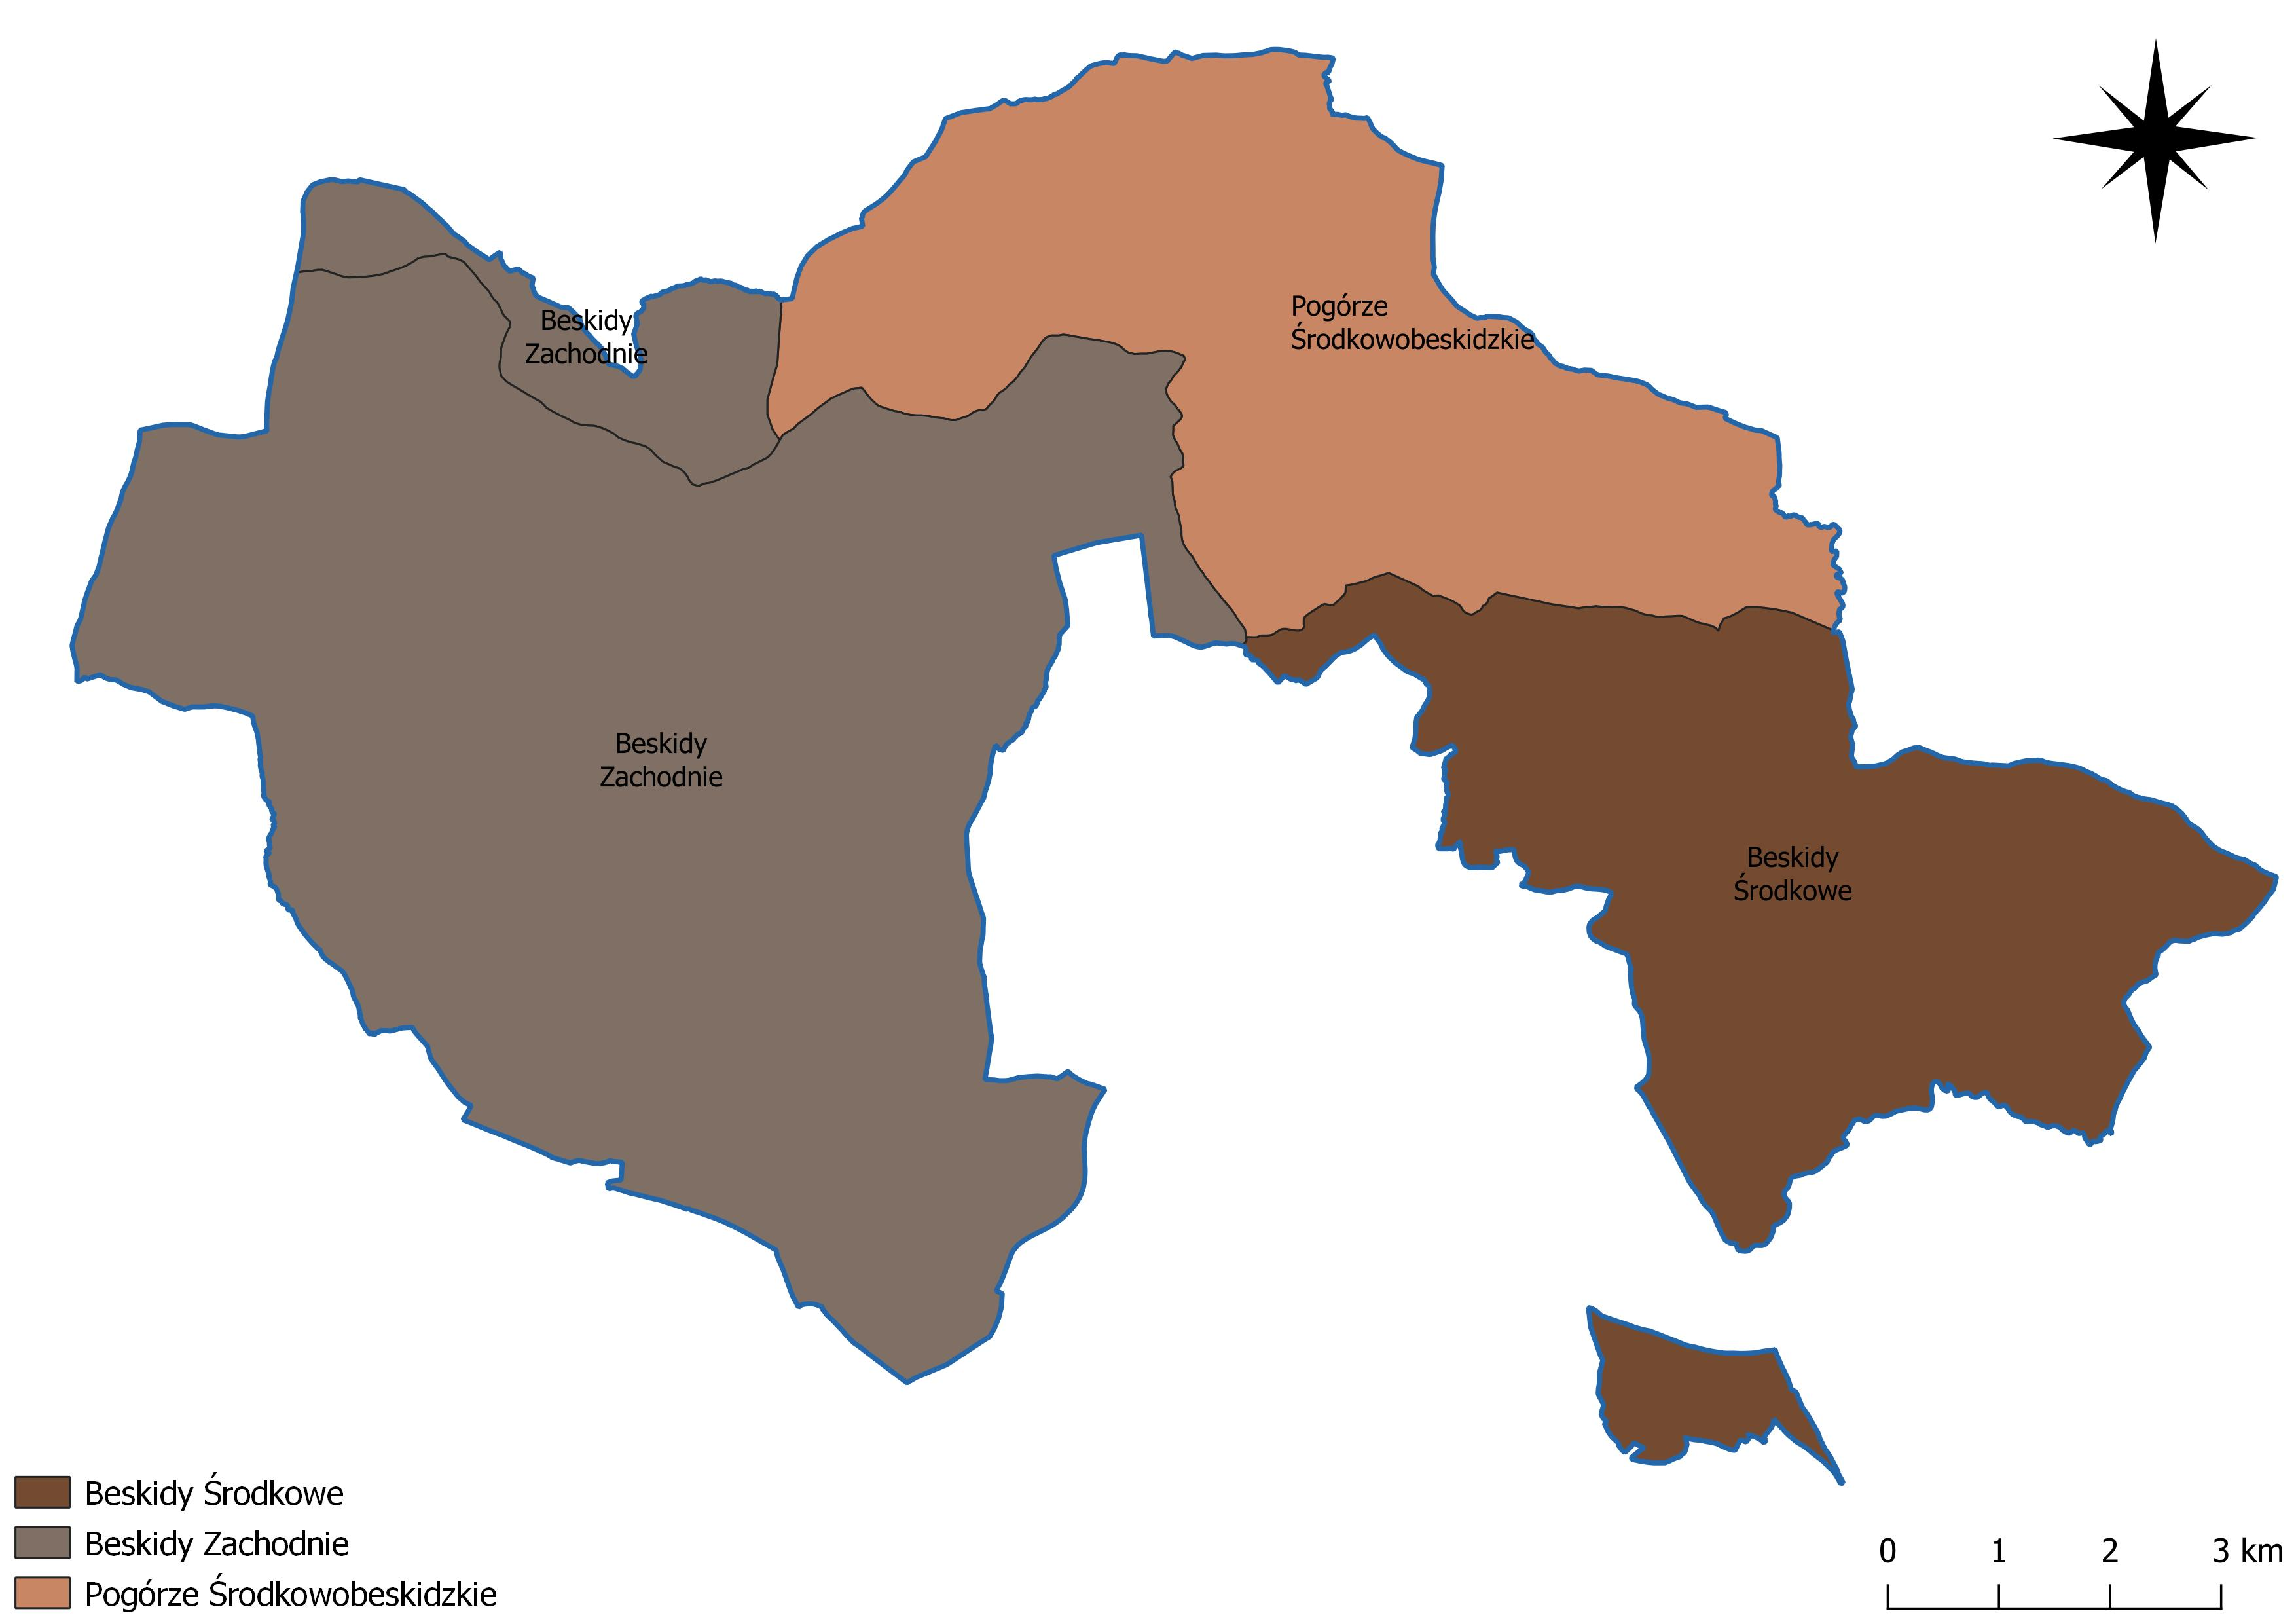 Beskidy
Zachodnie
Pogórze
Środkowobeskidzkie
Beskidy
Zachodnie
Beskidy
Środkowe
Beskidy Środkowe
Beskidy Zachodnie
Pogórze Środkowobeskidzkie
0 1 2 3 km